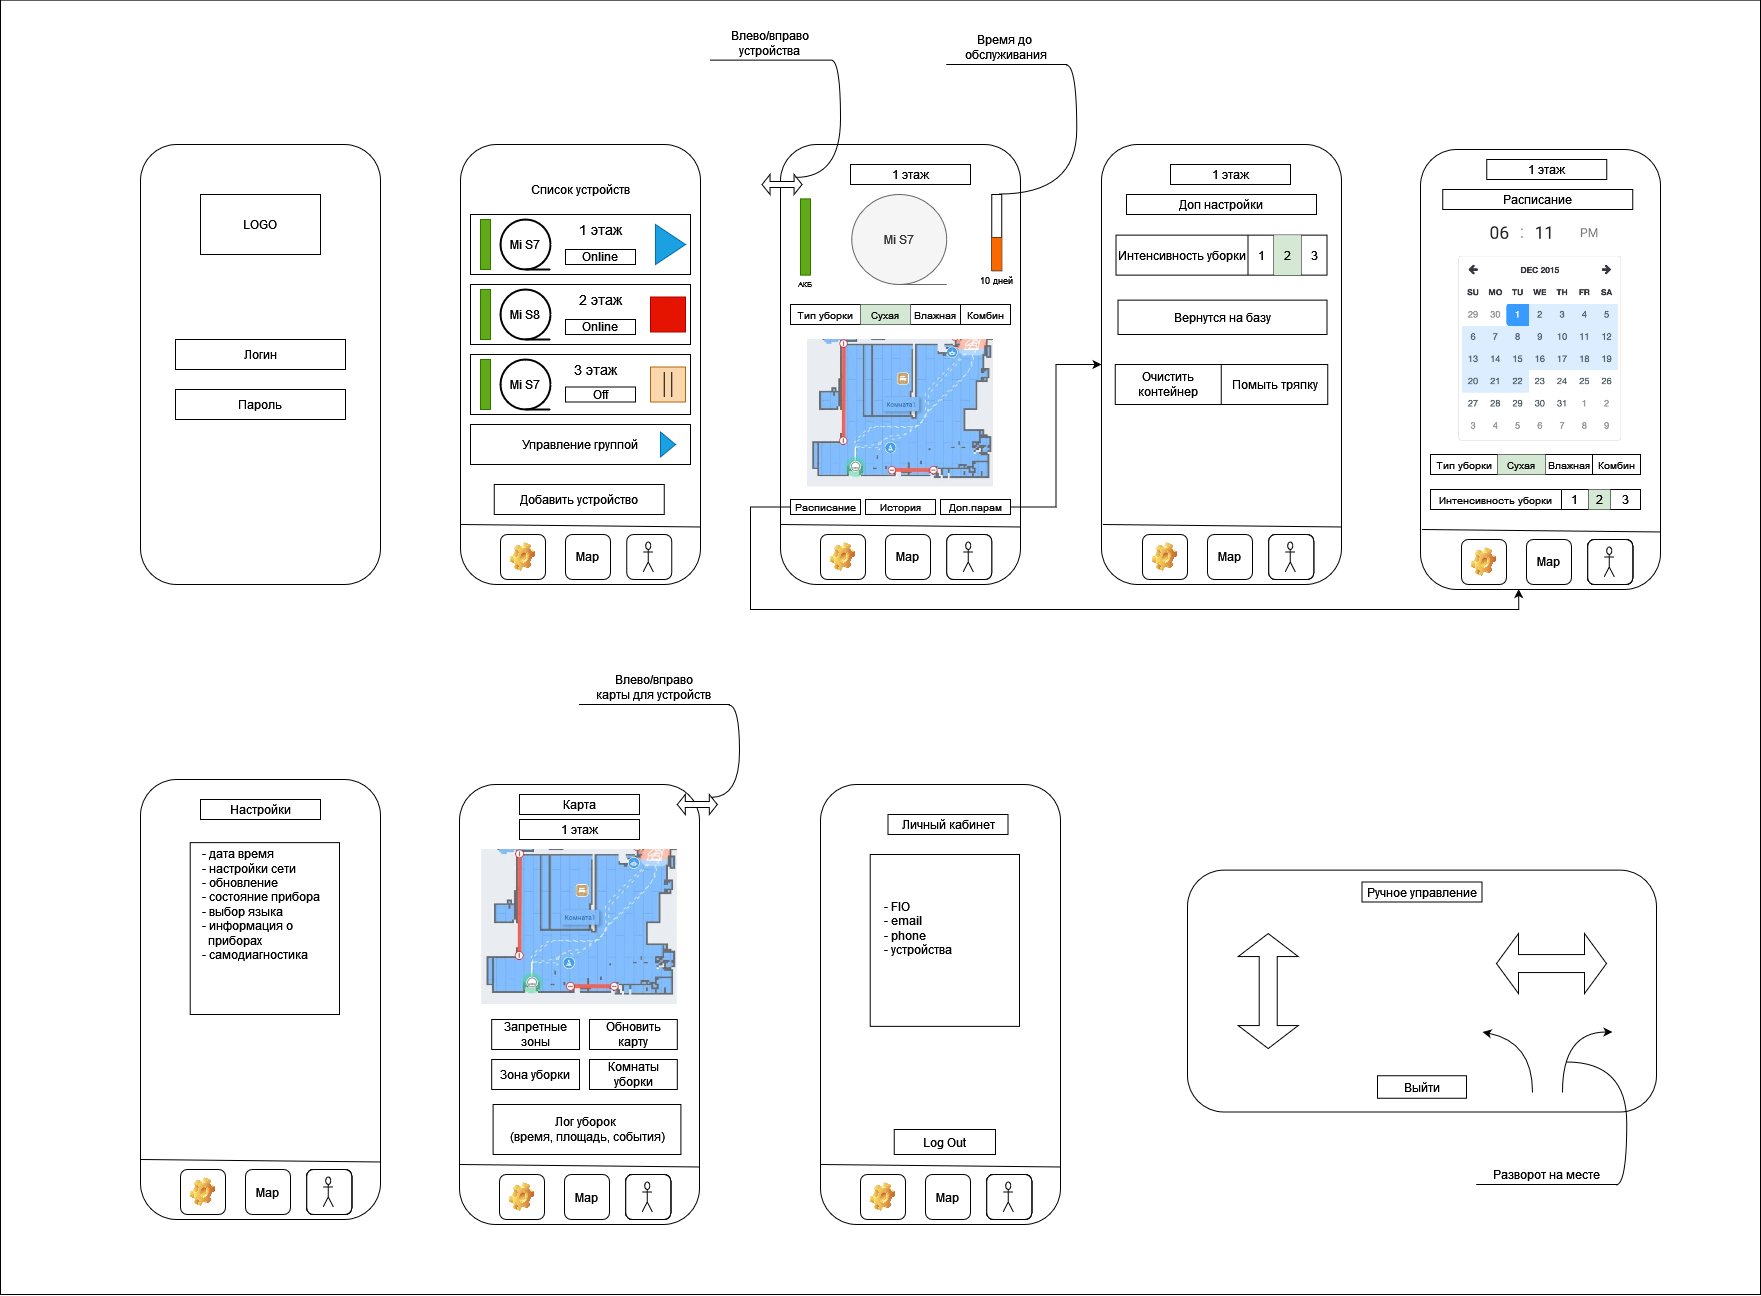 Влево/вправо
устройства
Время до
обслуживания
LOGO
Логин
Пароль
Список устройств
Mi S7
1 этаж
Online
Mi S8
2 этаж
Online
Mi S7
3 этаж
Off
Управление группой
Добавить устройство
Map
1 этаж
Mi S7
АКБ
10 дней
Тип уборки Сухая Влажная Комбин
Комната1
Расписание История Доп.парам
Map
1 этаж
Доп настройки
Интенсивность уборки 1 2 3
Вернутся на базу
Очистить
контейнер
Помыть тряпку
Map
1 этаж
Расписание
06 : 11 PM
DEC 2015
SU MO TU WE TH FR SA
29 30 1 2 3 4 5
6 7 8 9 10 11 12
13 14 15 16 17 18 19
20 21 22 23 24 25 26
27 28 29 30 31 1 2
3 4 5 6 7 8 9
Тип уборки Сухая Влажная Комбин
Интенсивность уборки 1 2 3
Map
Влево/вправо
карты для устройств
Настройки
- дата время
- настройки сети
- обновление
- состояние прибора
- выбор языка
- информация о
приборах
- самодиагностика
Map
Карта
1 этаж
Комната1
Запретные
зоны
Обновить
карту
Зона уборки
Комнаты
уборки
Лог уборок
(время, площадь, события)
Map
Личный кабинет
- FIO
- email
- phone
- устройства
Log Out
Map
Ручное управление
Выйти
Разворот на месте